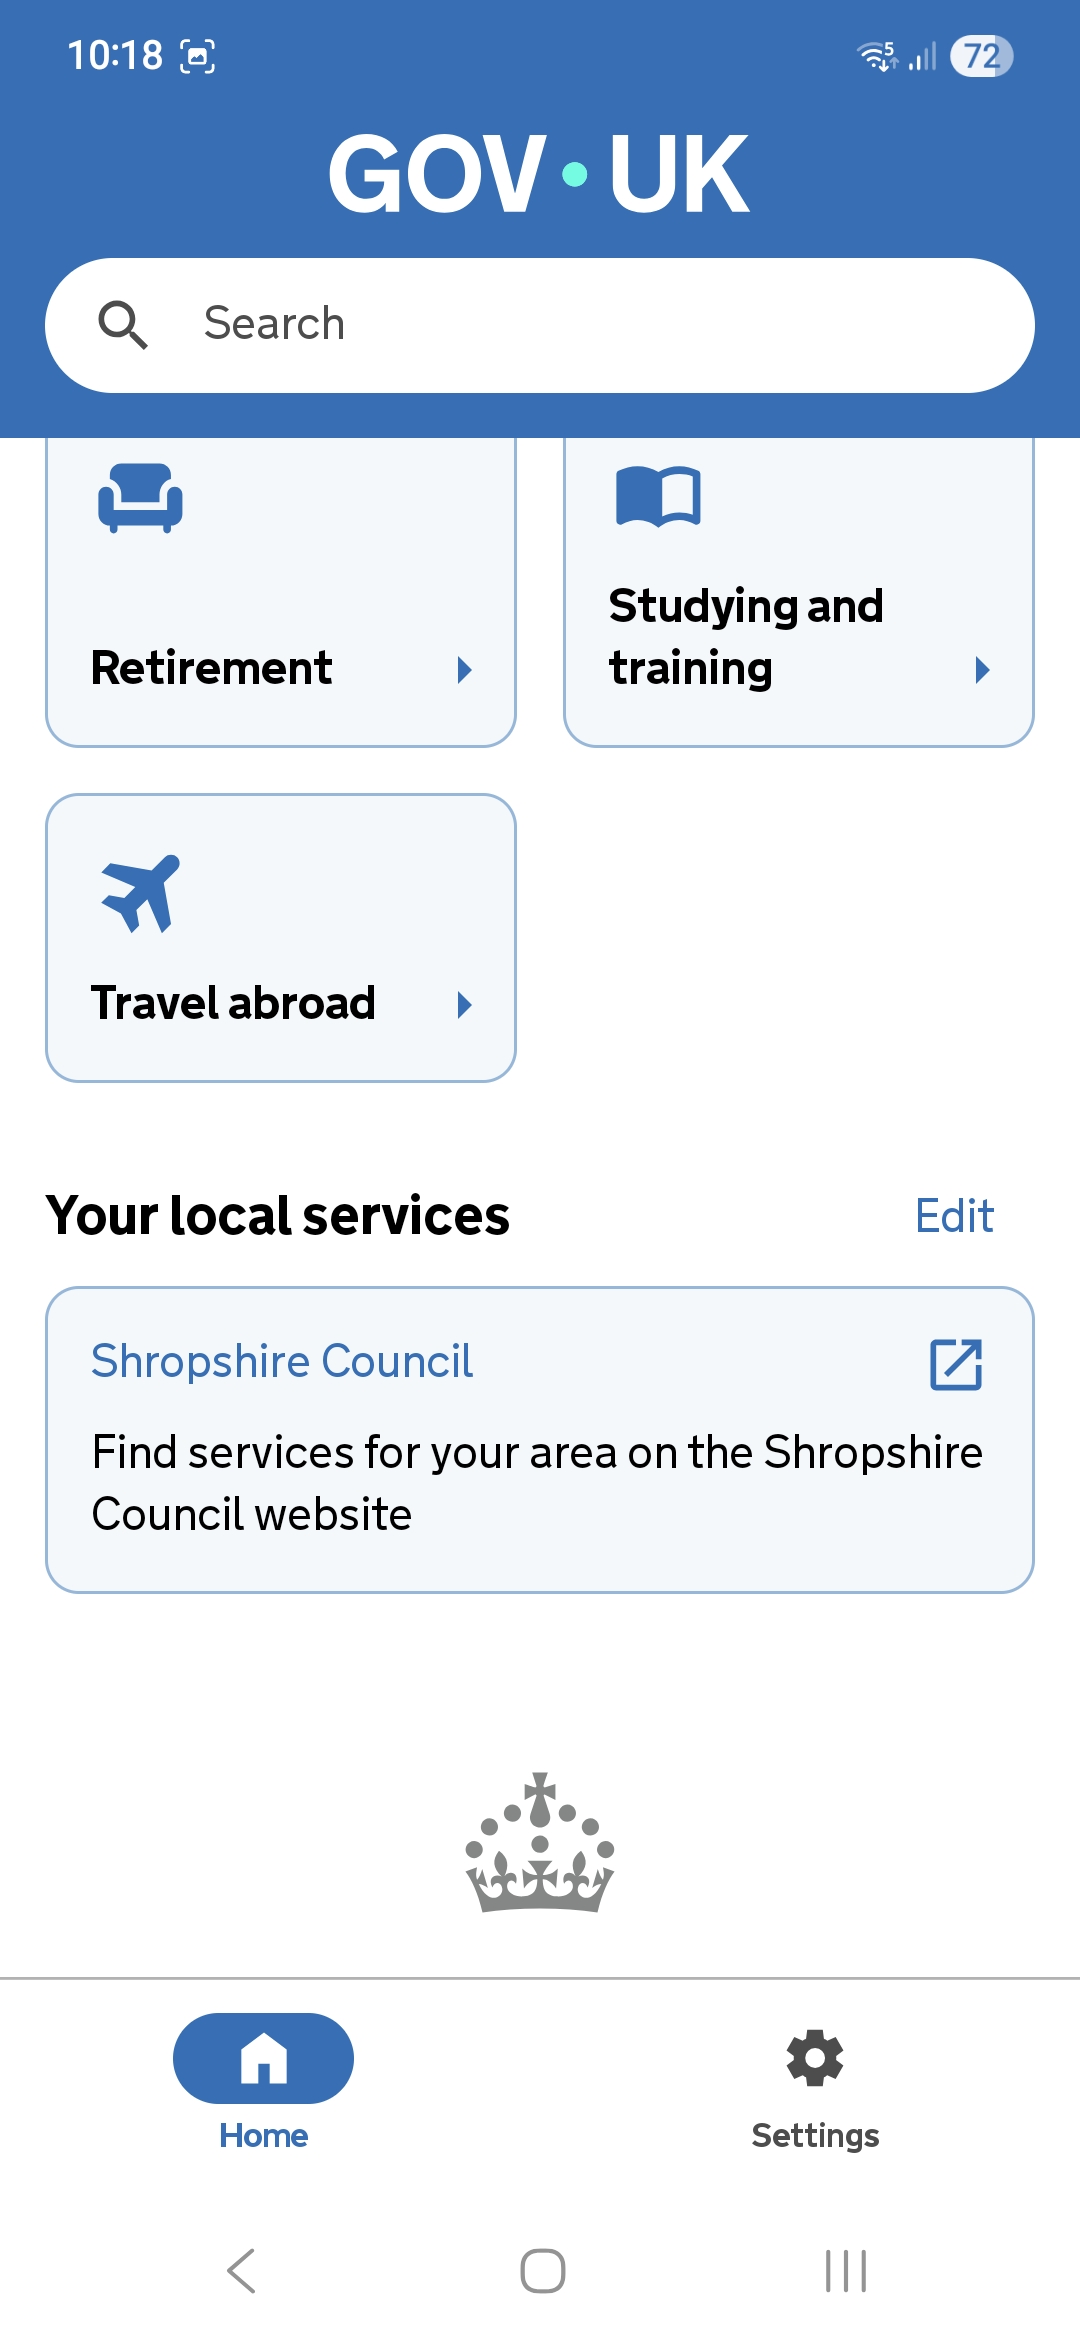 10:18
5
72
GOV·UK
Search
Retirement
Studying and
training
Travel abroad
Your local services
Edit
Shropshire Council
Find services for your area on the Shropshire
Council website
Home
Settings